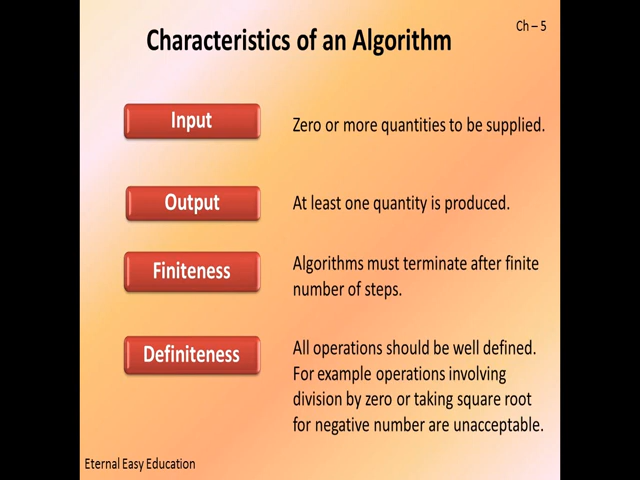 Ch – 5
Characteristics of an Algorithm
Input
Zero or more quantities to be supplied.
Output
At least one quantity is produced.
Finiteness
Algorithms must terminate after finite
number of steps.
Definiteness
All operations should be well defined.
For example operations involving
division by zero or taking square root
for negative number are unacceptable.
Eternal Easy Education